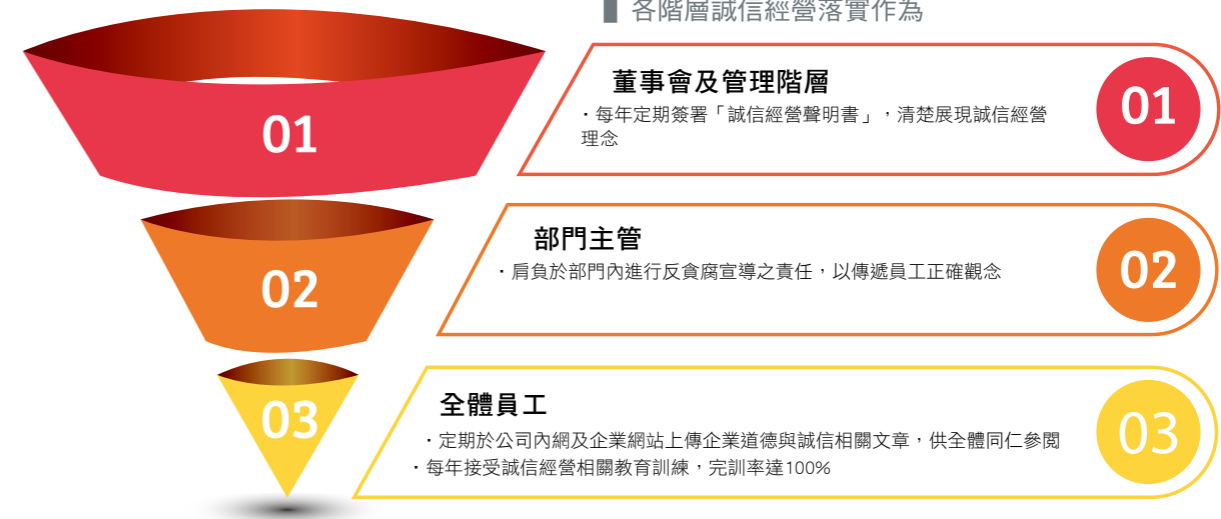 各階層誠信經營落實作為
01
董事會及管理階層
・每年定期簽署「誠信經營聲明書」，清楚展現誠信經營
理念
01
02
部門主管
・肩負於部門內進行反貪腐宣導之責任，以傳遞員工正確觀念
02
03
全體員工
・定期於公司內網及企業網站上傳企業道德與誠信相關文章，供全體同仁參閱
・每年接受誠信經營相關教育訓練，完訓率達100%
03